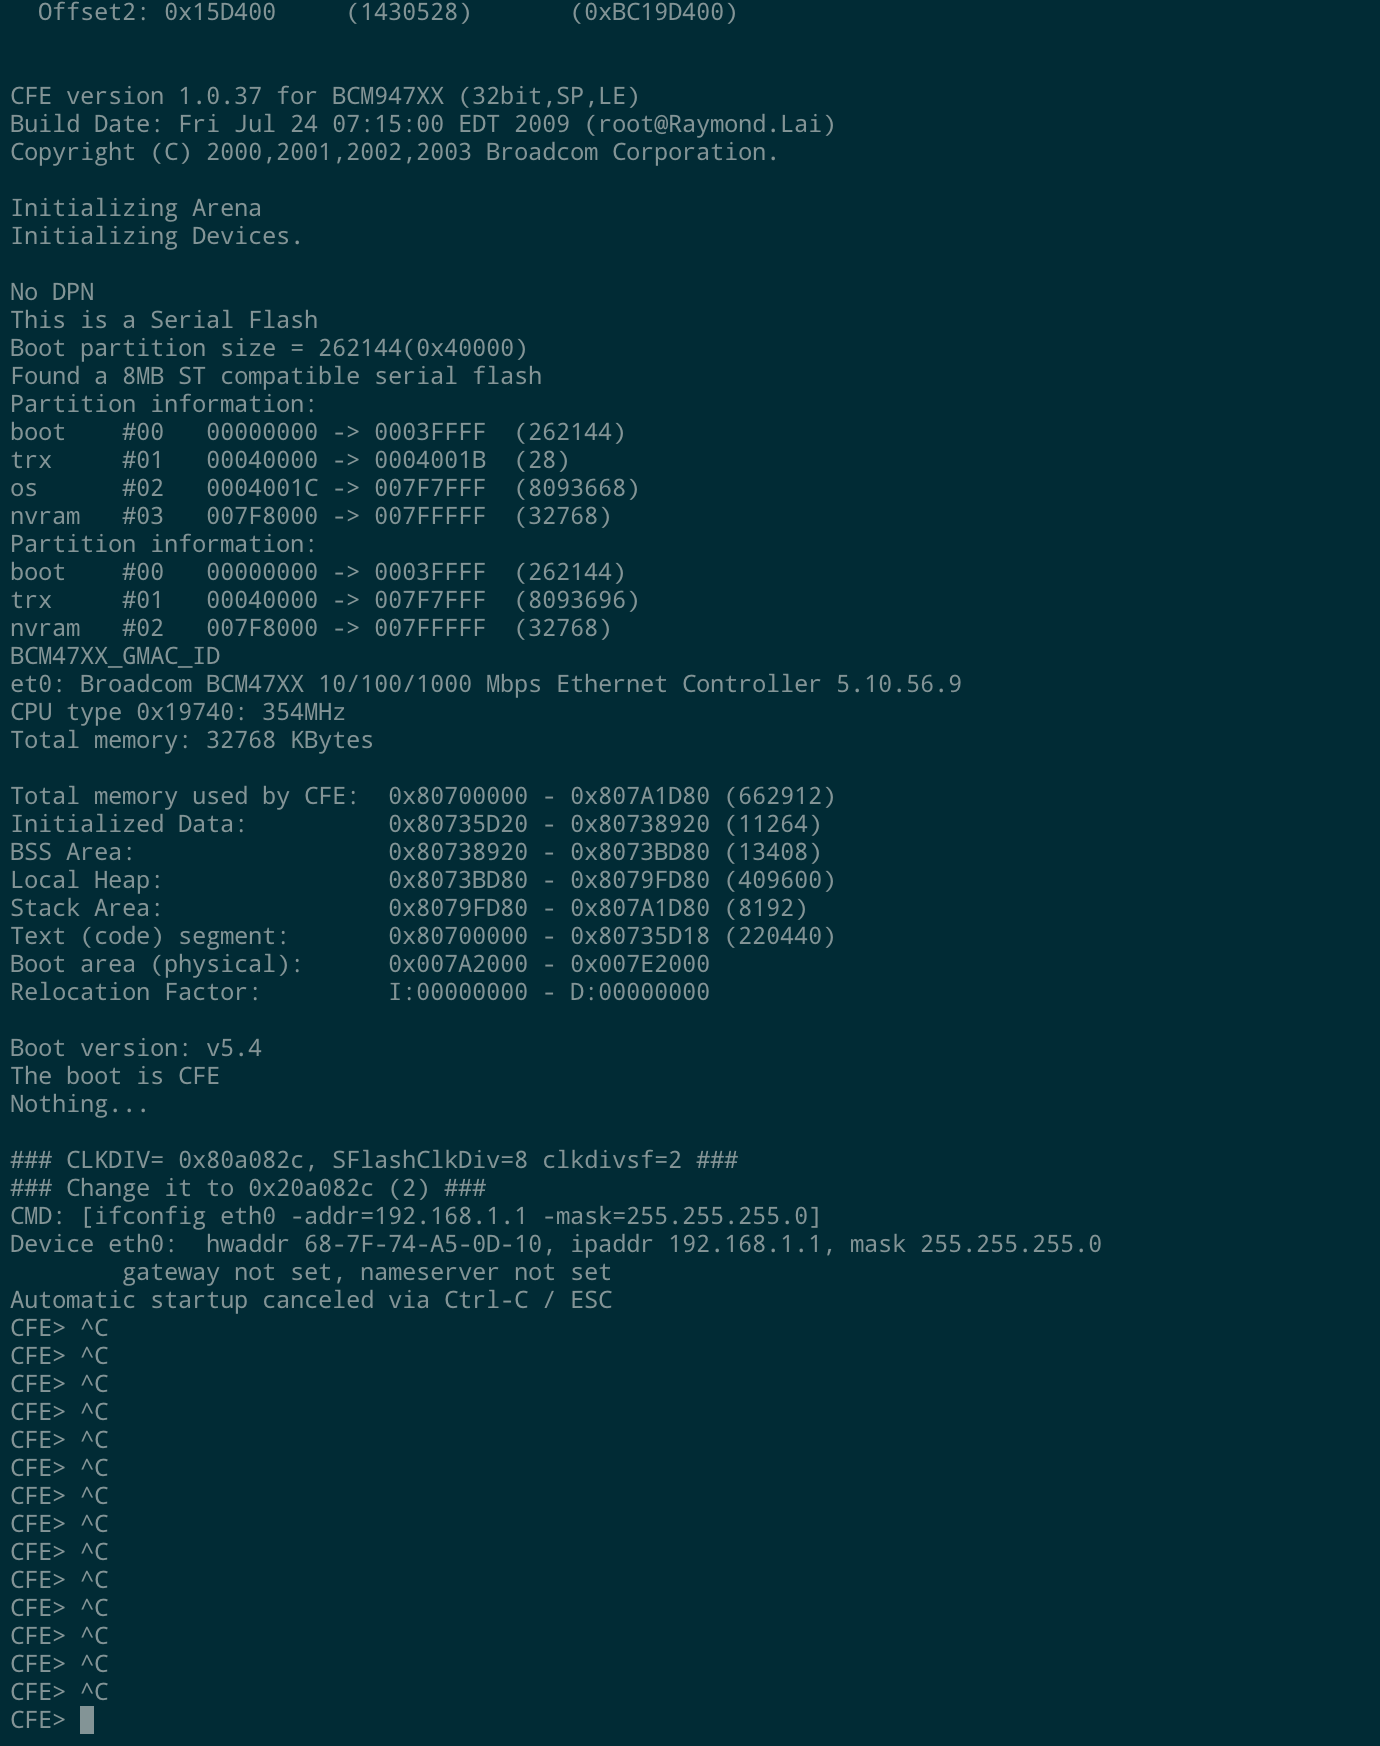 Offset2: 0x15D400     (1430528)       (0xBC19D400)
CFE version 1.0.37 for BCM947XX (32bit,SP,LE)
Build Date: Fri Jul 24 07:15:00 EDT 2009 (root@Raymond.Lai)
Copyright (C) 2000,2001,2002,2003 Broadcom Corporation.
Initializing Arena
Initializing Devices.
No DPN
This is a Serial Flash
Boot partition size = 262144(0x40000)
Found a 8MB ST compatible serial flash
Partition information:
boot    #00   00000000 -> 0003FFFF  (262144)
trx     #01   00040000 -> 0004001B  (28)
os      #02   0004001C -> 007F7FFF  (8093668)
nvram   #03   007F8000 -> 007FFFFF  (32768)
Partition information:
boot    #00   00000000 -> 0003FFFF  (262144)
trx     #01   00040000 -> 007F7FFF  (8093696)
nvram   #02   007F8000 -> 007FFFFF  (32768)
BCM47XX_GMAC_ID
et0: Broadcom BCM47XX 10/100/1000 Mbps Ethernet Controller 5.10.56.9
CPU type 0x19740: 354MHz
Total memory: 32768 KBytes
Total memory used by CFE:  0x80700000 - 0x807A1D80 (662912)
Initialized Data:          0x80735D20 - 0x80738920 (11264)
BSS Area:                  0x80738920 - 0x8073BD80 (13408)
Local Heap:                0x8073BD80 - 0x8079FD80 (409600)
Stack Area:                0x8079FD80 - 0x807A1D80 (8192)
Text (code) segment:       0x80700000 - 0x80735D18 (220440)
Boot area (physical):      0x007A2000 - 0x007E2000
Relocation Factor:         I:00000000 - D:00000000
Boot version: v5.4
The boot is CFE
Nothing...
### CLKDIV= 0x80a082c, SFlashClkDiv=8 clkdivsf=2 ###
### Change it to 0x20a082c (2) ###
CMD: [ifconfig eth0 -addr=192.168.1.1 -mask=255.255.255.0]
Device eth0:  hwaddr 68-7F-74-A5-0D-10, ipaddr 192.168.1.1, mask 255.255.255.0
        gateway not set, nameserver not set
Automatic startup canceled via Ctrl-C / ESC
CFE> ^C
CFE> ^C
CFE> ^C
CFE> ^C
CFE> ^C
CFE> ^C
CFE> ^C
CFE> ^C
CFE> ^C
CFE> ^C
CFE> ^C
CFE> ^C
CFE> ^C
CFE> ^C
CFE>